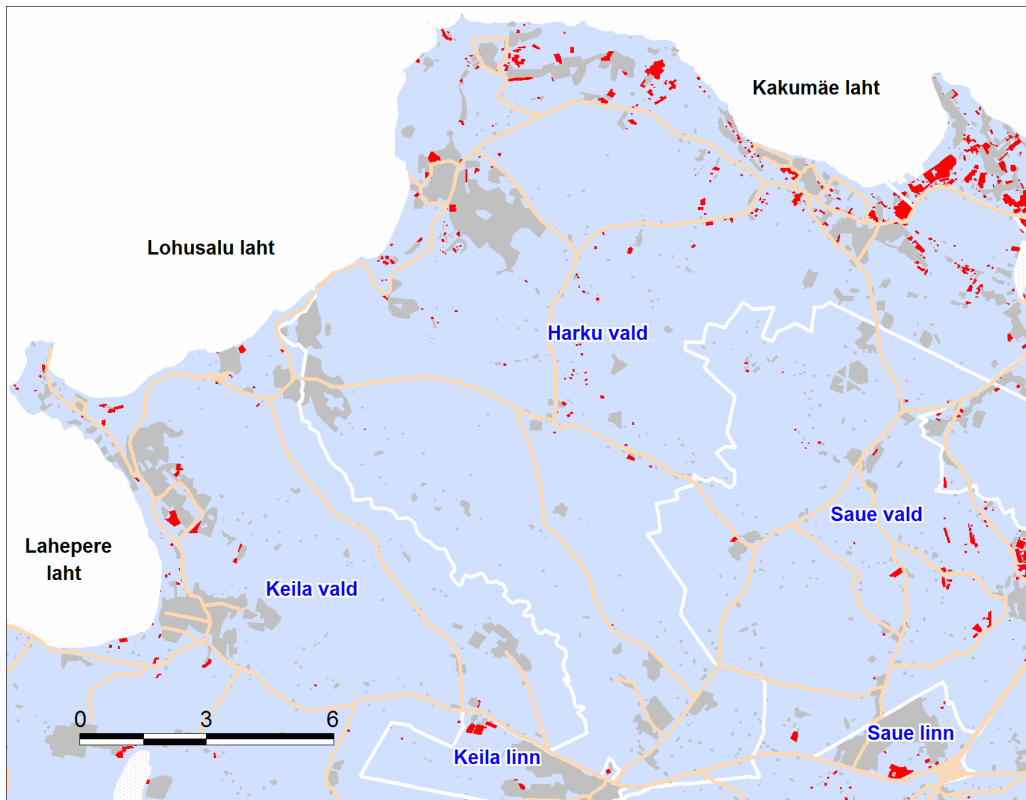 Kakumäe laht
Lohusalu laht
Harku vald
Saue vald
Lahepere
laht
Keila vald
0 3 6
Saue linn
Keila linn